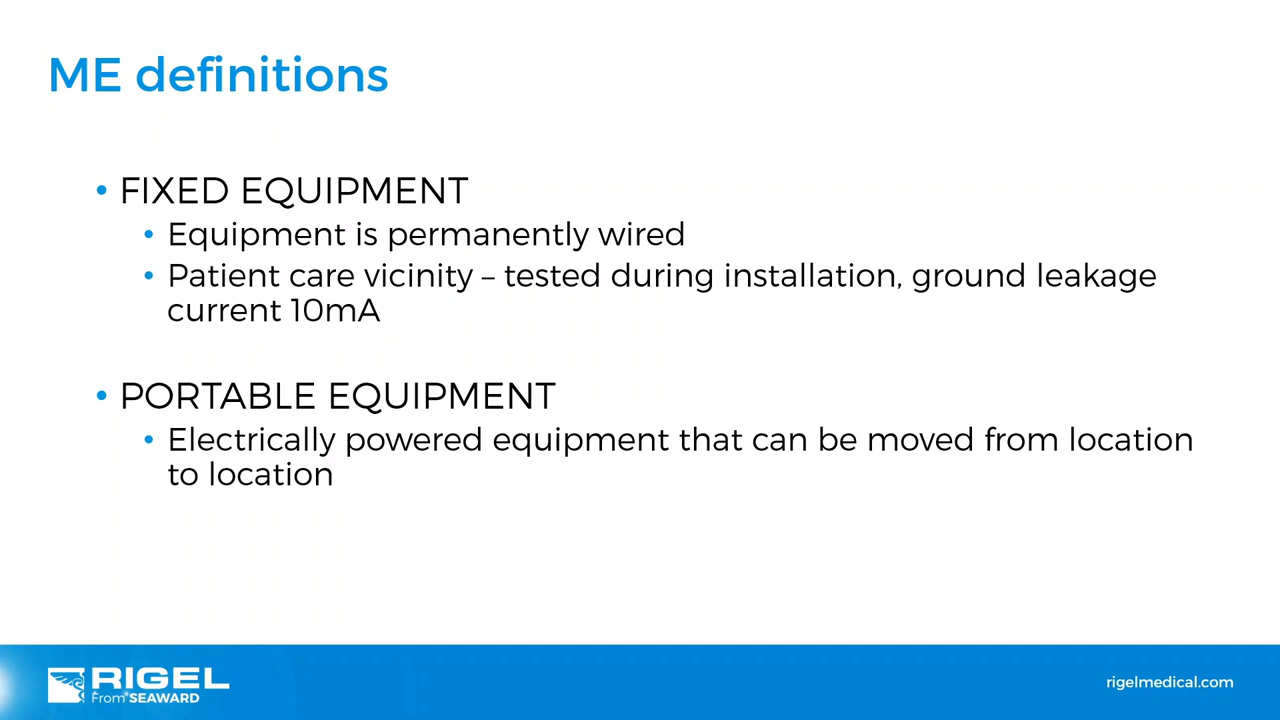 ME definitions
• FIXED EQUIPMENT
• Equipment is permanently wired
• Patient care vicinity – tested during installation, ground leakage
current 10mA
• PORTABLE EQUIPMENT
• Electrically powered equipment that can be moved from location
to location
RIGEL
From SEAWARD
rigelmedical.com